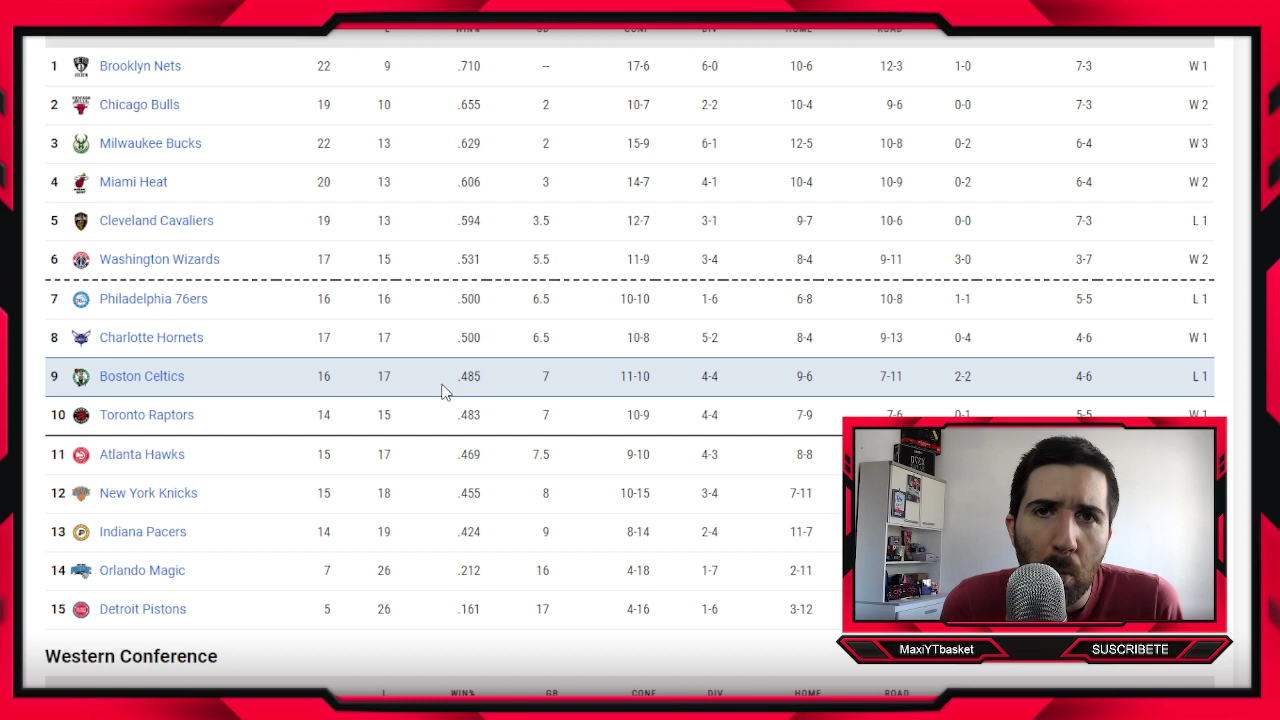 L WIN% GB CONF DIV HOME ROAD
1 Brooklyn Nets 22 9 .710 -- 17-6 6-0 10-6 12-3 1-0 7-3 W 1
2 Chicago Bulls 19 10 .655 2 10-7 2-2 10-4 9-6 0-0 7-3 W 2
3 Milwaukee Bucks 22 13 .629 2 15-9 6-1 12-5 10-8 0-2 6-4 W 3
4 Miami Heat 20 13 .606 3 14-7 4-1 10-4 10-9 0-2 6-4 W 2
5 Cleveland Cavaliers 19 13 .594 3.5 12-7 3-1 9-7 10-6 0-0 7-3 L 1
6 Washington Wizards 17 15 .531 5.5 11-9 3-4 8-4 9-11 3-0 3-7 W 2
7 Philadelphia 76ers 16 16 .500 6.5 10-10 1-6 6-8 10-8 1-1 5-5 L 1
8 Charlotte Hornets 17 17 .500 6.5 10-8 5-2 8-4 9-13 0-4 4-6 W 1
9 Boston Celtics 16 17 .485 7 11-10 4-4 9-6 7-11 2-2 4-6 L 1
10 Toronto Raptors 14 15 .483 7 10-9 4-4 7-9 7-6 0-1 5-5 W 1
11 Atlanta Hawks 15 17 .469 7.5 9-10 4-3 8-8
12 New York Knicks 15 18 .455 8 10-15 3-4 7-11
13 Indiana Pacers 14 19 .424 9 8-14 2-4 11-7
14 Orlando Magic 7 26 .212 16 4-18 1-7 2-11
15 Detroit Pistons 5 26 .161 17 4-16 1-6 3-12
MaxiYTbasket SUSCRIBETE
Western Conference
L WIN% GB CONF DIV HOME ROAD